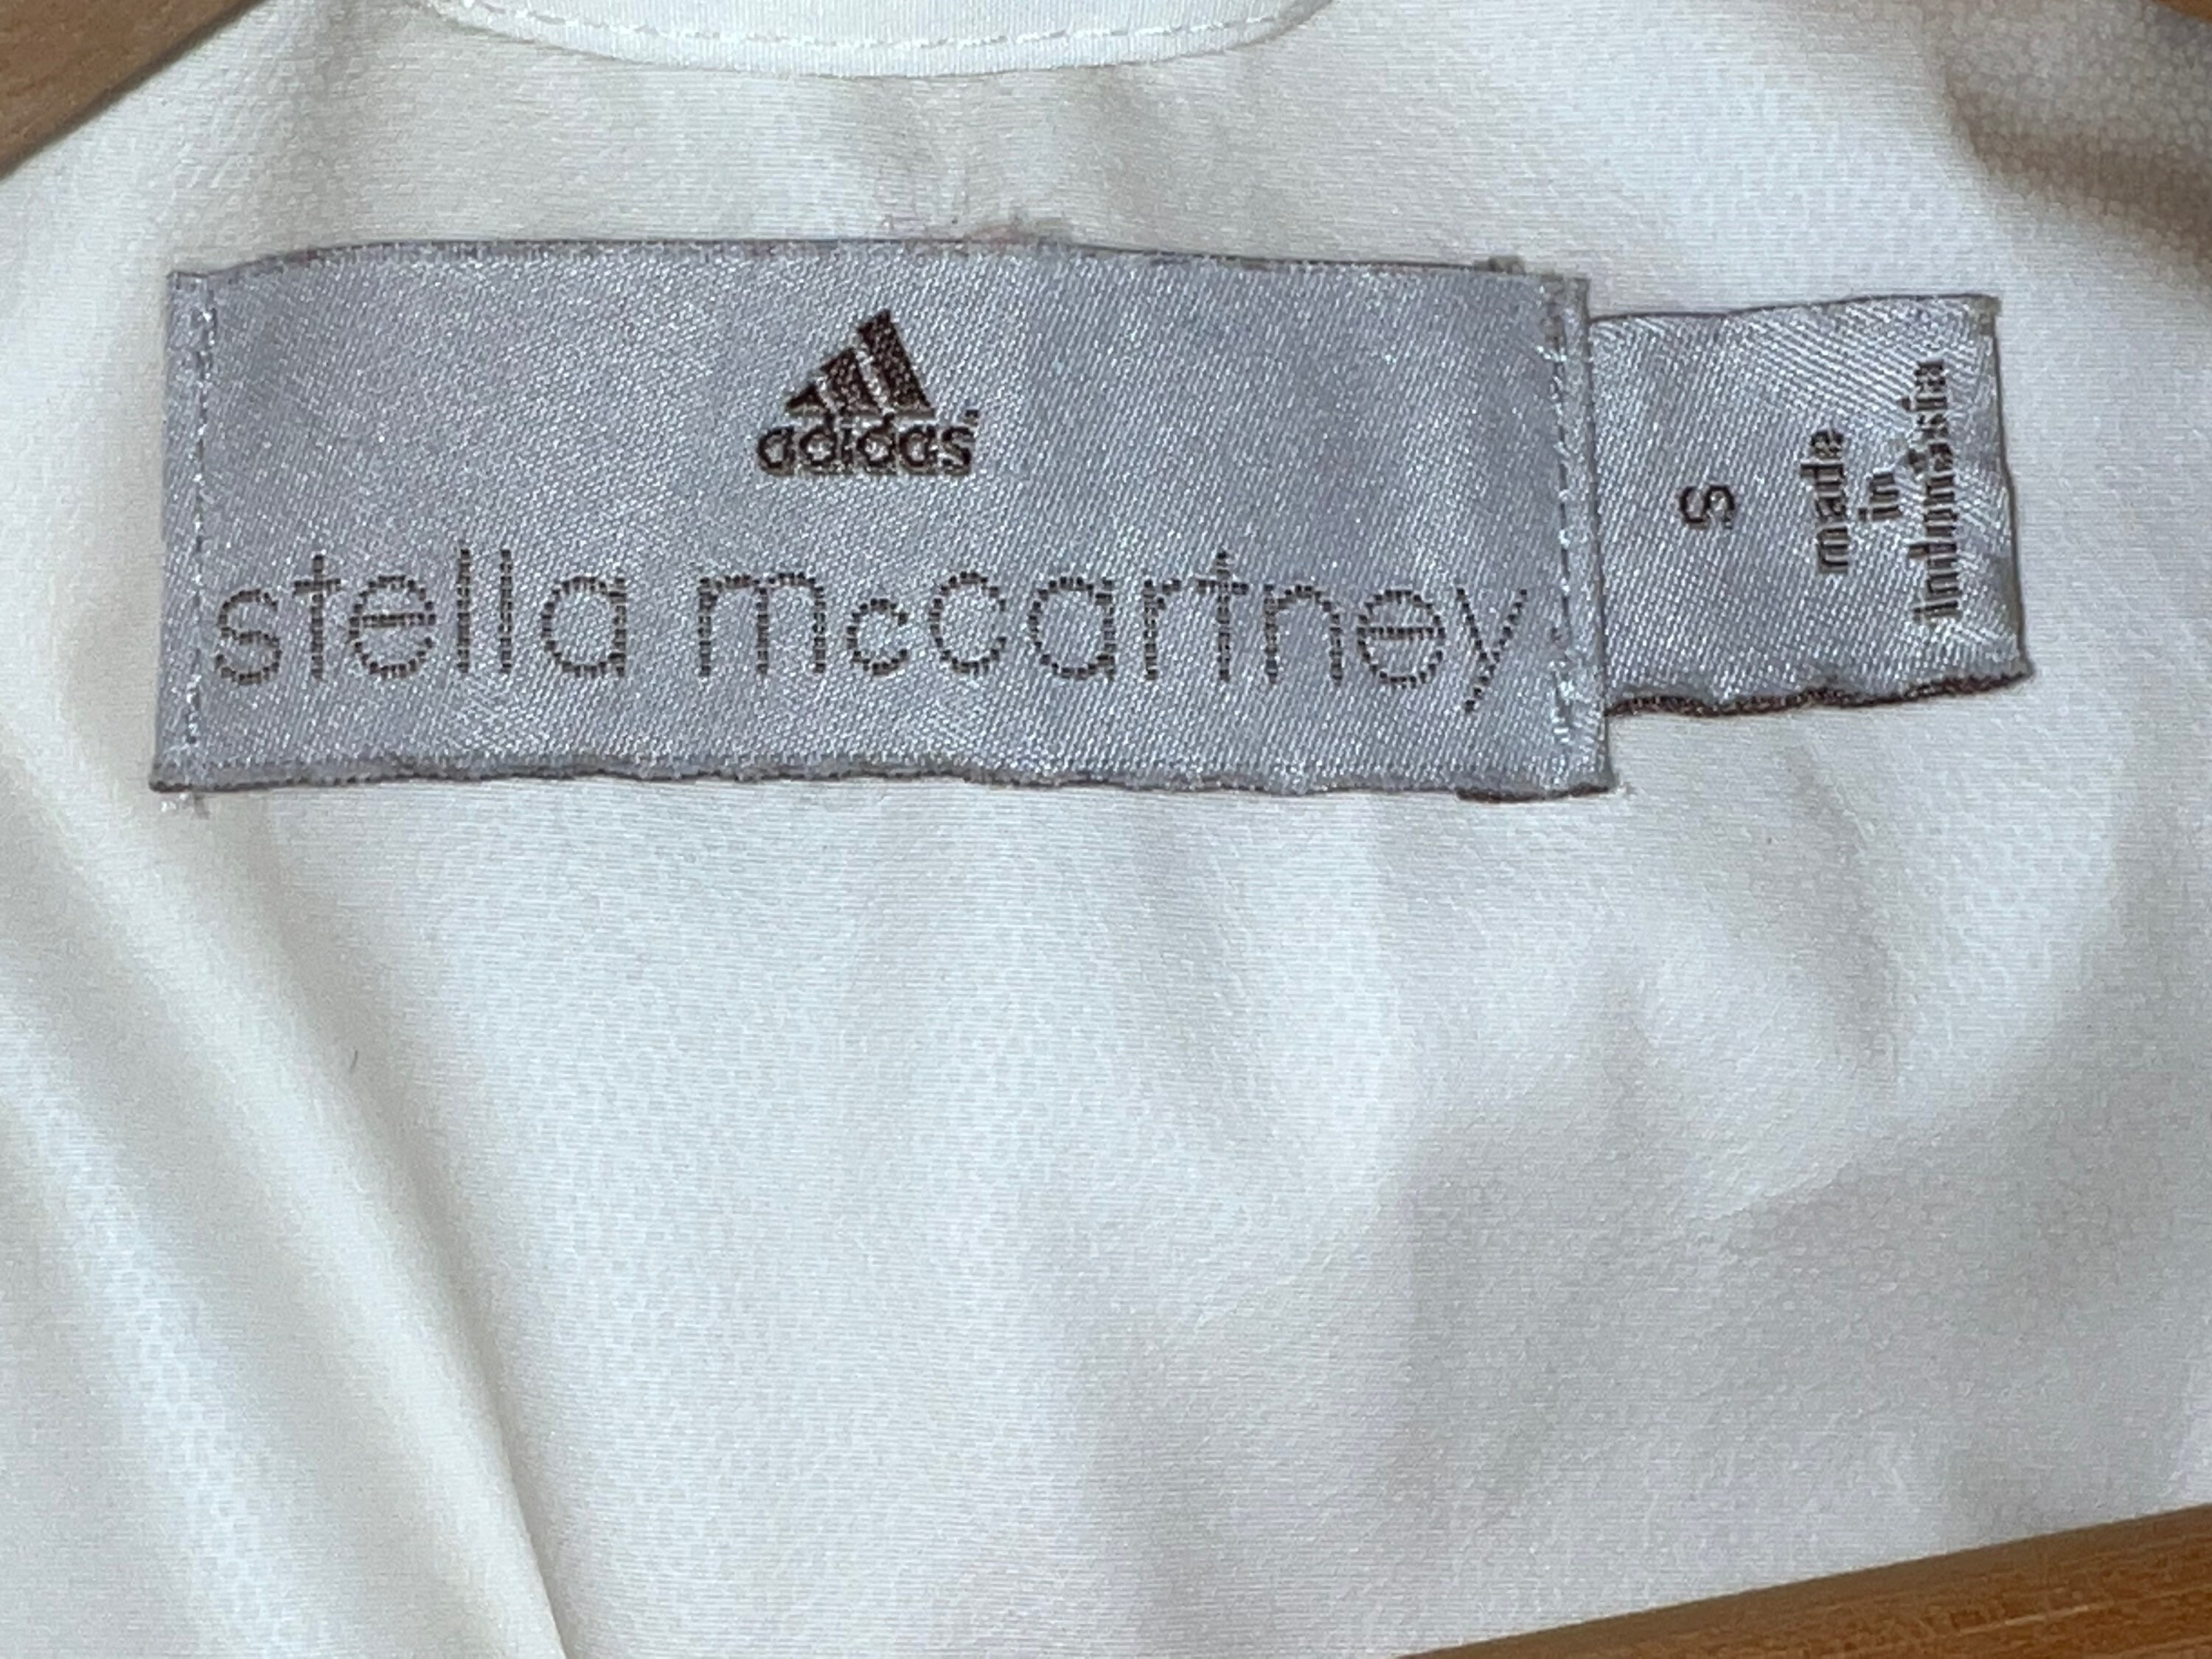 adidas
stella mccartney
S
made
in
indonesia